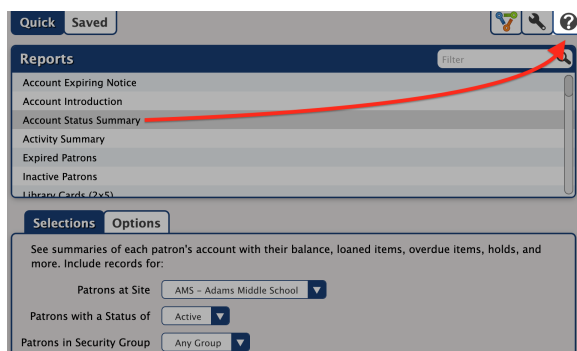 Quick Saved
?
Reports Filter
Account Expiring Notice
Account Introduction
Account Status Summary
Activity Summary
Expired Patrons
Inactive Patrons
Library Cards (2x5)
Selections Options
See summaries of each patron's account with their balance, loaned items, overdue items, holds, and
more. Include records for:
Patrons at Site AMS – Adams Middle School
Patrons with a Status of Active
Patrons in Security Group Any Group